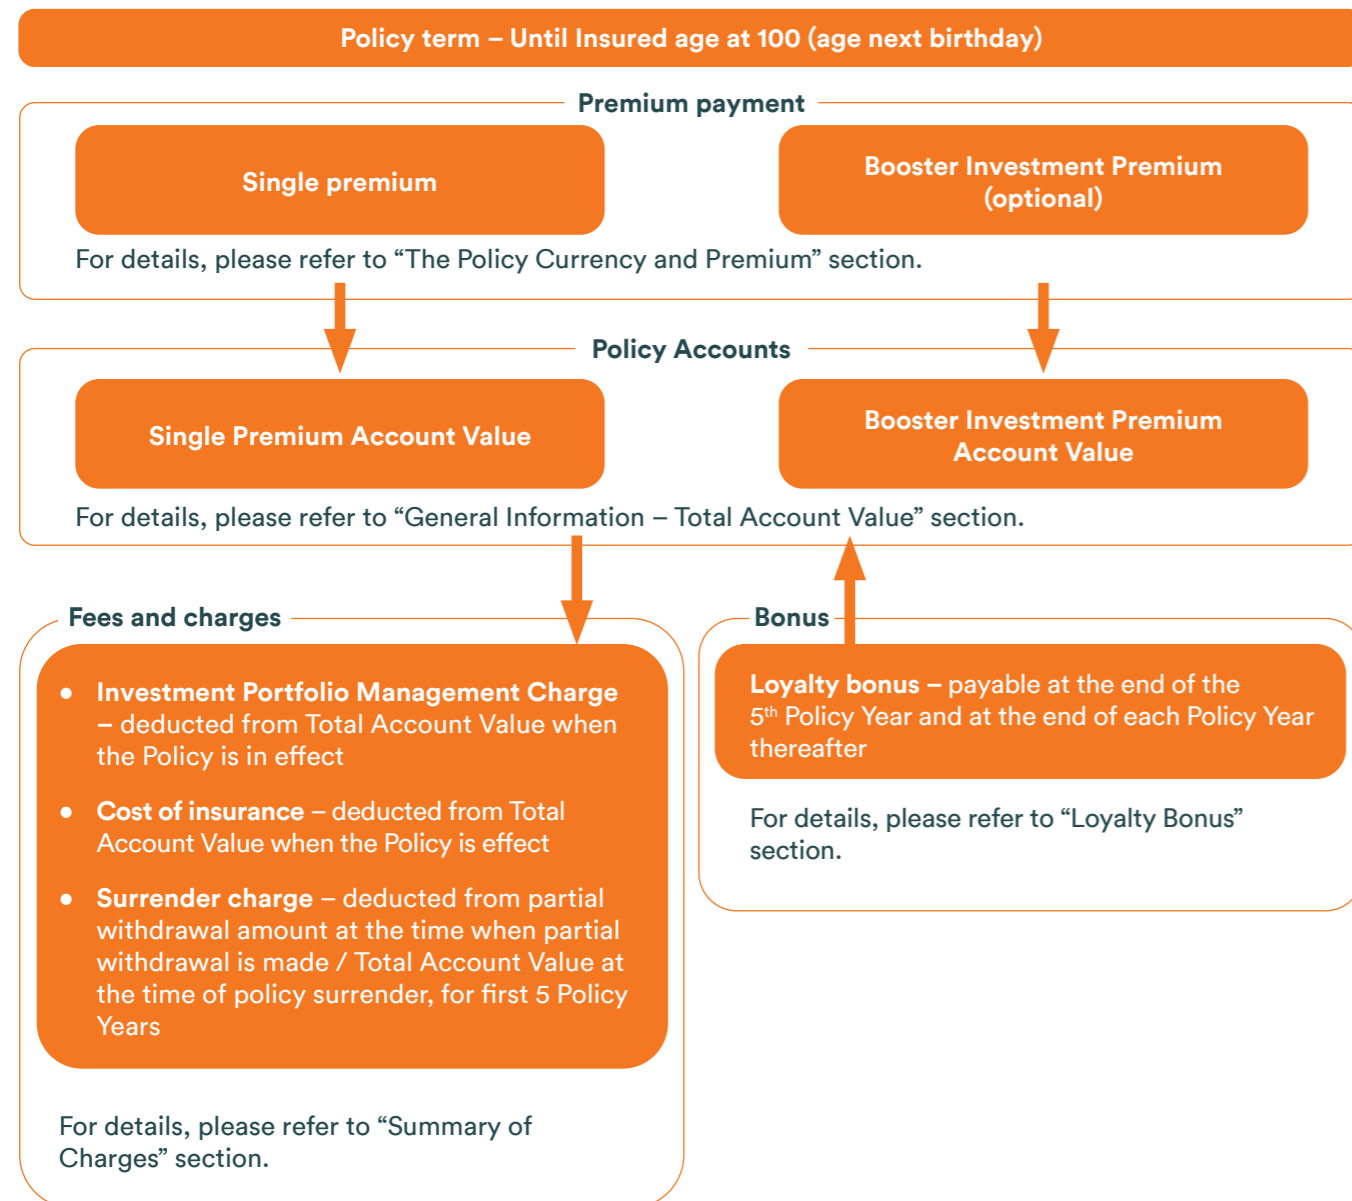 Policy term – Until Insured age at 100 (age next birthday)
Premium payment
Single premium
Booster Investment Premium
(optional)
For details, please refer to “The Policy Currency and Premium” section.
Policy Accounts
Single Premium Account Value
Booster Investment Premium
Account Value
For details, please refer to “General Information – Total Account Value” section.
Fees and charges
● Investment Portfolio Management Charge
– deducted from Total Account Value when
the Policy is in effect
● Cost of insurance – deducted from Total
Account Value when the Policy is effect
● Surrender charge – deducted from partial
withdrawal amount at the time when partial
withdrawal is made / Total Account Value at
the time of policy surrender, for first 5 Policy
Years
For details, please refer to “Summary of
Charges” section.
Bonus
Loyalty bonus – payable at the end of the
5th Policy Year and at the end of each Policy Year
thereafter
For details, please refer to “Loyalty Bonus”
section.